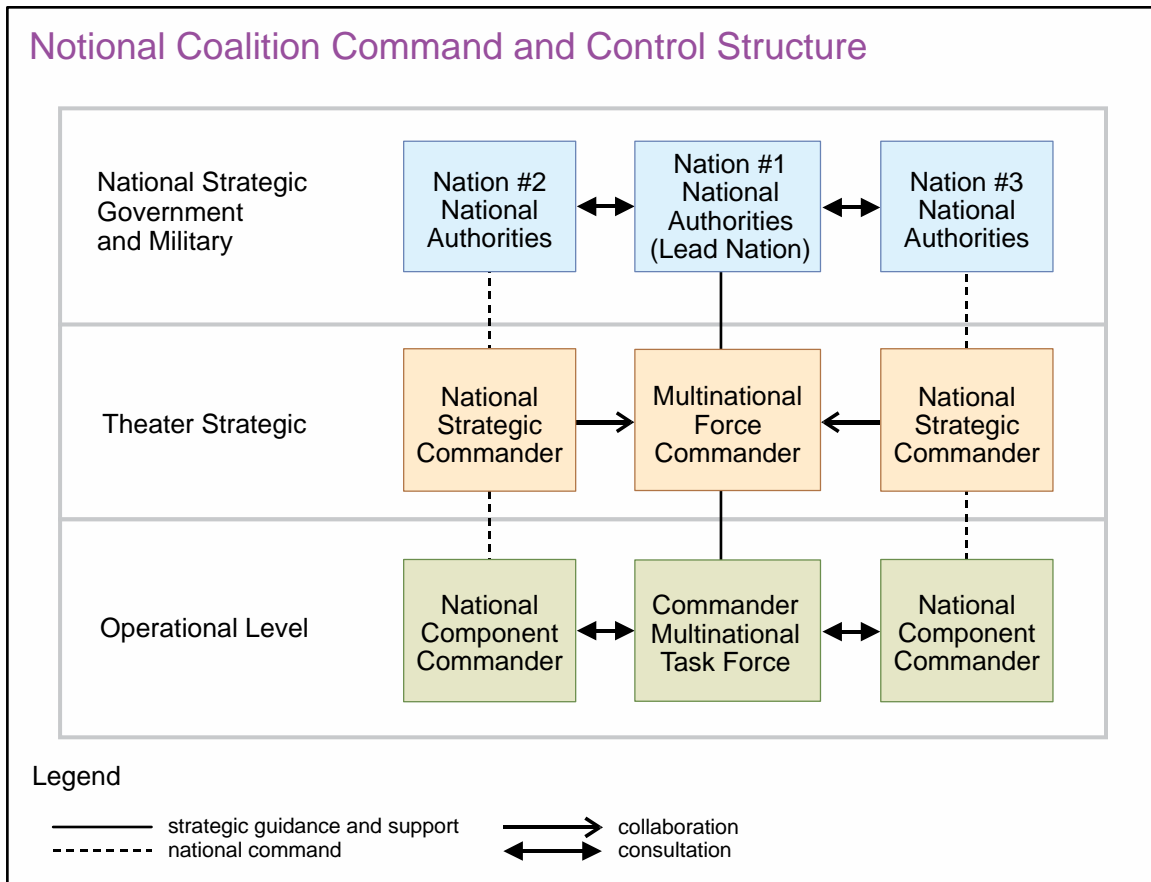 Notional Coalition Command and Control Structure
National Strategic
Government
and Military
Nation #2
National
Authorities
Nation #1
National
Authorities
(Lead Nation)
Nation #3
National
Authorities
Theater Strategic
National
Strategic
Commander
Multinational
Force
Commander
National
Strategic
Commander
Operational Level
National
Component
Commander
Commander
Multinational
Task Force
National
Component
Commander
Legend
strategic guidance and support
national command
collaboration
consultation